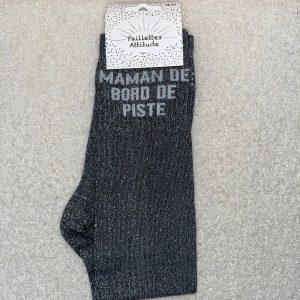 Paillettes
Attitude
MAMAN DE
BORD DE
PISTE